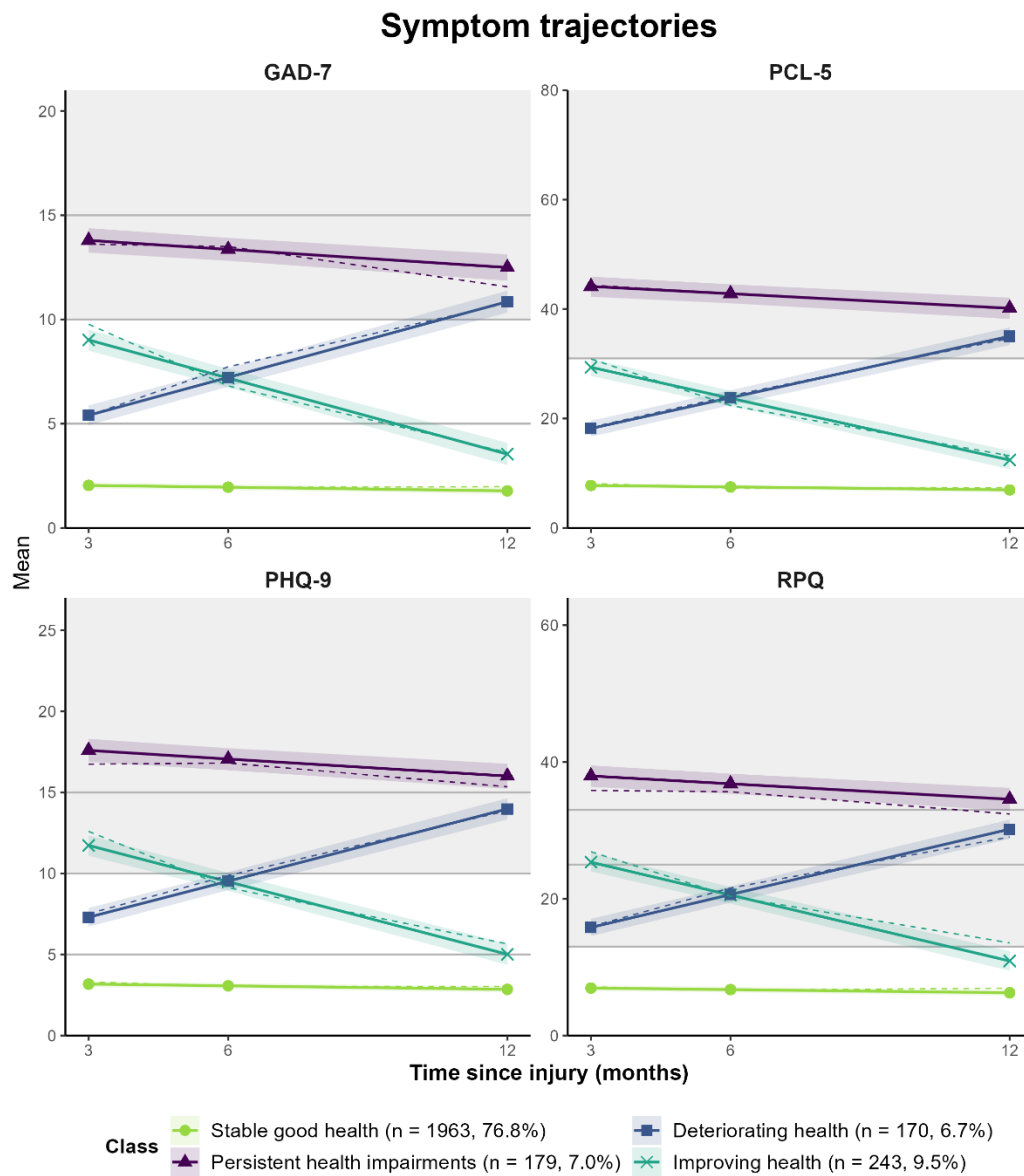 Symptom trajectories
GAD-7
PCL-5
20
15
10
5
0
3
6
12
80
60
40
20
0
3
6
12
Mean
PHQ-9
RPQ
25
20
15
10
5
0
3
6
12
60
40
20
0
3
6
12
Time since injury (months)
Class
Stable good health (n = 1963, 76.8%)
Deteriorating health (n = 170, 6.7%)
Persistent health impairments (n = 179, 7.0%)
Improving health (n = 243, 9.5%)